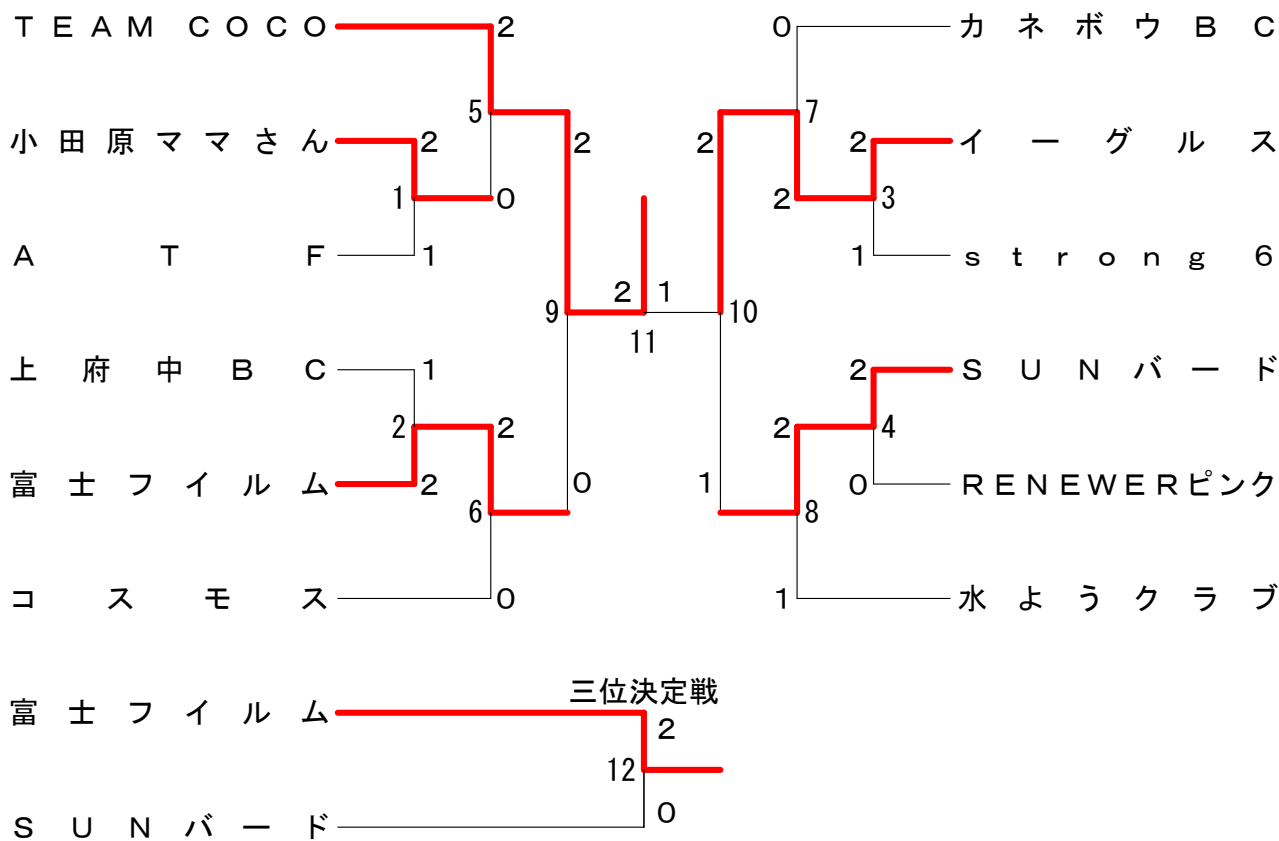 TEAM COCO 2 0 カネボウBC
5 7
小田原ママさん 2 2 2 2 イーグルス
1 0 2 3
ATF 1 1 strong6
9 2 1 10
11
上府中BC 1 2 SUNバード
2 2 2 4
富士フイルム 2 0 1 0 RENEWERピンク
6 8
コスモス 0 1 水ようクラブ
三位決定戦
富士フイルム 2
12
SUNバード 0